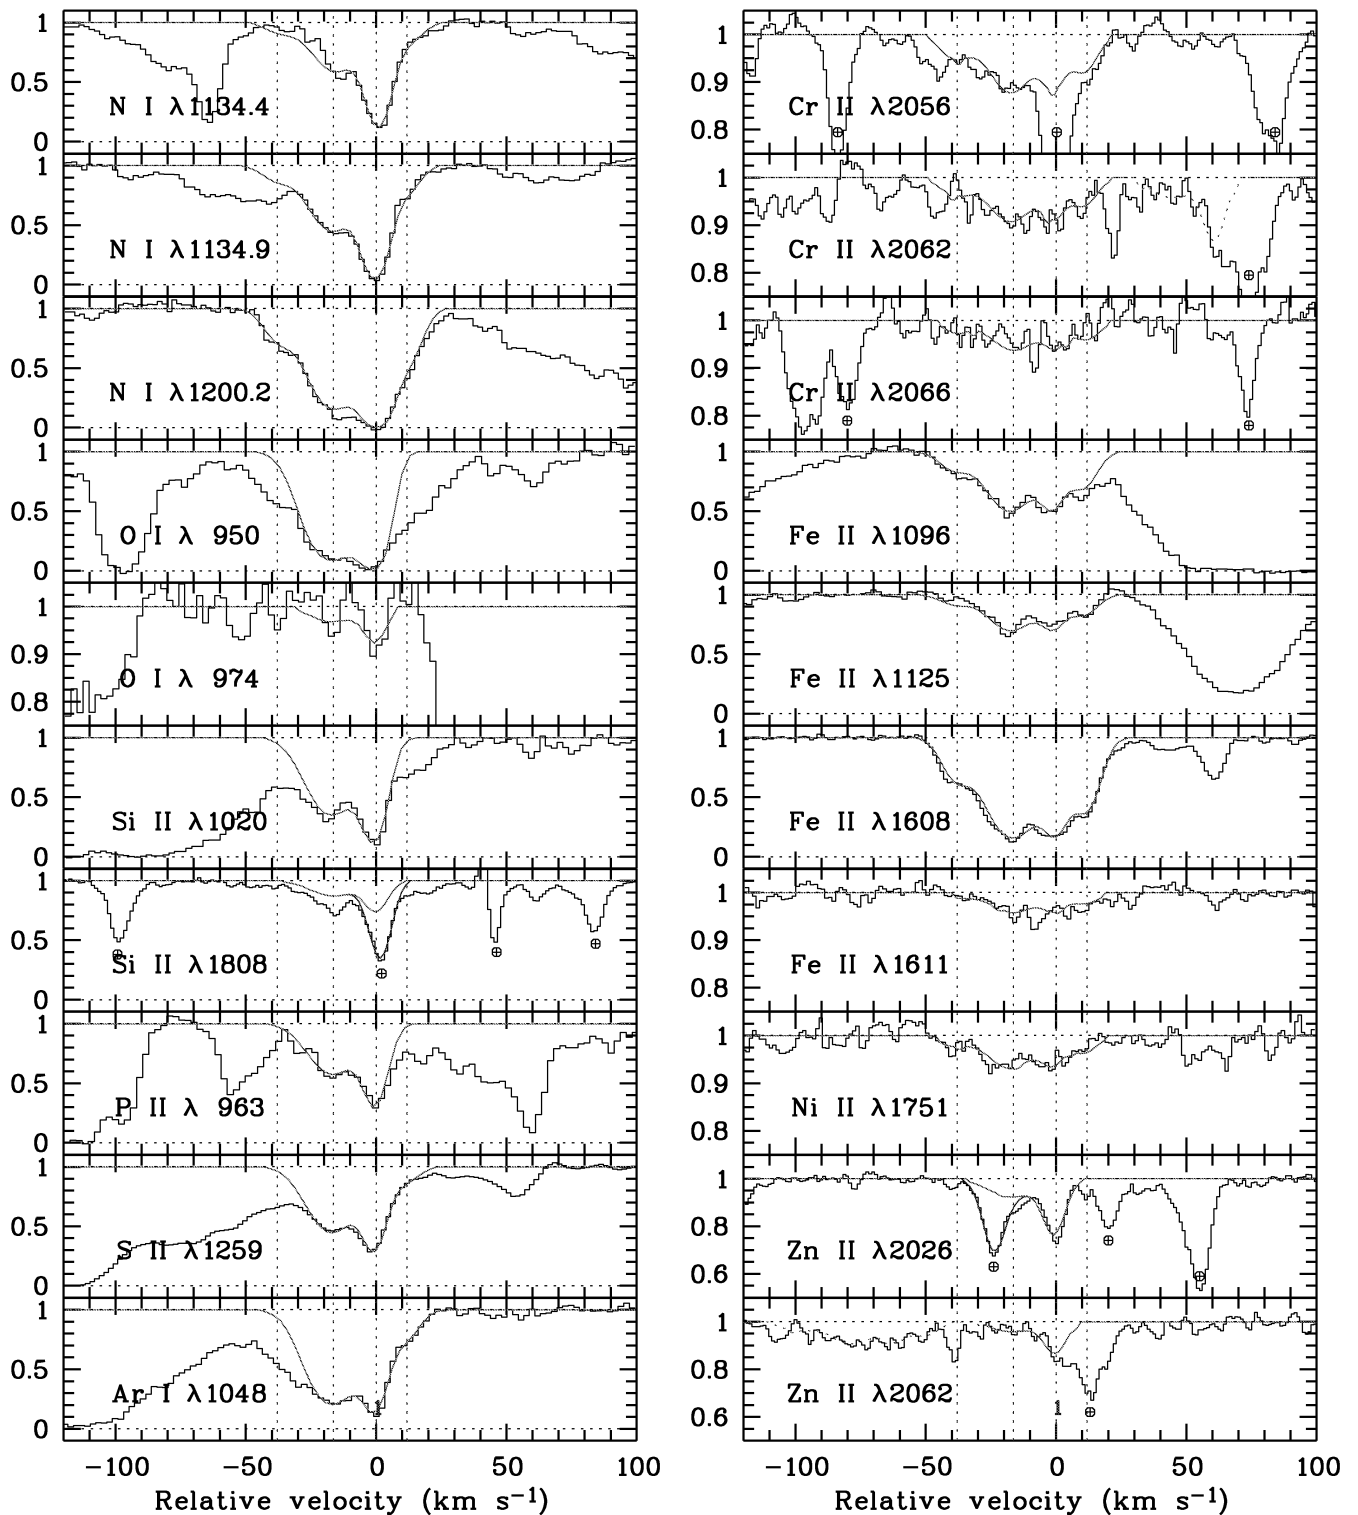 1
0.5
0
N I λ1134.4
1
0.5
0
N I λ1134.9
1
0.5
0
N I λ1200.2
1
0.5
0
O I λ 950
1
0.9
0.8
O I λ 974
1
0.5
0
Si II λ1020
1
0.5
0
Si II λ1808
1
0.5
0
P II λ 963
1
0.5
0
S II λ1259
1
0.5
0
Ar I λ1048
1
−100 −50 0 50 100
Relative velocity (km s⁻¹)
1
0.9
0.8
Cr II λ2056
1
0.9
0.8
Cr II λ2062
1
0.9
0.8
Cr II λ2066
1
0.5
0
Fe II λ1096
1
0.5
0
Fe II λ1125
1
0.5
0
Fe II λ1608
1
0.9
0.8
Fe II λ1611
1
0.9
0.8
Ni II λ1751
1
0.8
0.6
Zn II λ2026
1
0.8
0.6
Zn II λ2062
1
−100 −50 0 50 100
Relative velocity (km s⁻¹)